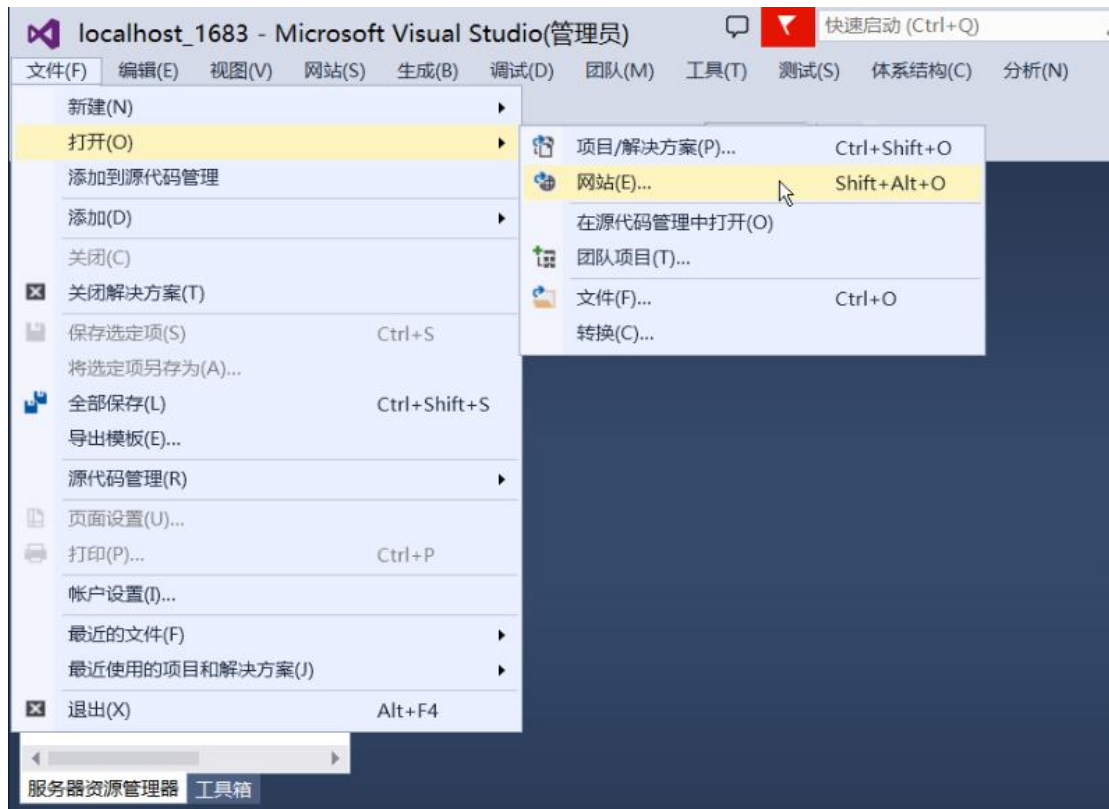 localhost_1683 - Microsoft Visual Studio(管理员) 快速启动 (Ctrl+Q)
文件(F) 编辑(E) 视图(V) 网站(S) 生成(B) 调试(D) 团队(M) 工具(T) 测试(S) 体系结构(C) 分析(N)
新建(N)
打开(O)
添加到源代码管理
添加(D)
关闭(C)
关闭解决方案(T)
保存选定项(S) Ctrl+S
将选定项另存为(A)...
全部保存(L) Ctrl+Shift+S
导出模板(E)...
源代码管理(R)
页面设置(U)...
打印(P)... Ctrl+P
帐户设置(I)...
最近的文件(F)
最近使用的项目和解决方案(J)
退出(X) Alt+F4
项目/解决方案(P)... Ctrl+Shift+O
网站(E)... Shift+Alt+O
在源代码管理中打开(O)
团队项目(T)...
文件(F)... Ctrl+O
转换(C)...
服务器资源管理器 工具箱